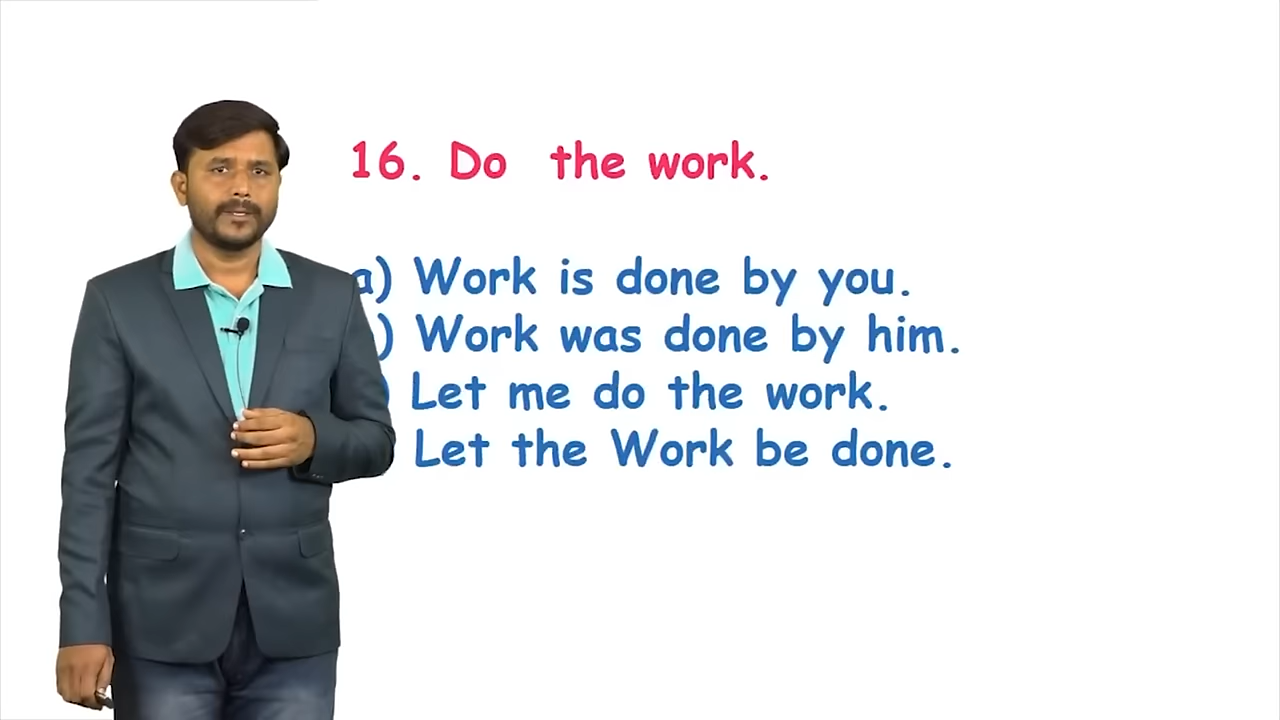 16. Do the work.
a) Work is done by you.
) Work was done by him.
) Let me do the work.
Let the Work be done.